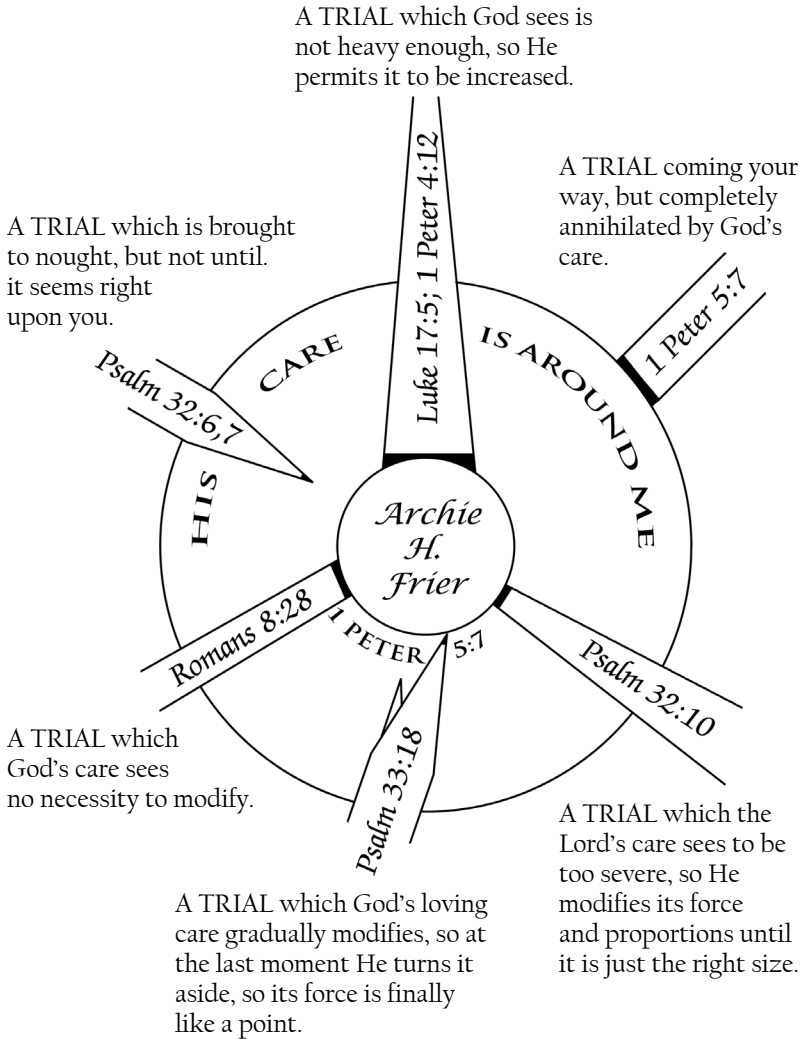 A TRIAL which God sees is
not heavy enough, so He
permits it to be increased.
A TRIAL coming your
way, but completely
annihilated by God's
care.
A TRIAL which is brought
to nought, but not until.
it seems right
upon you.
Luke 17:5; 1 Peter 4:12
1 Peter 5:7
Psalm 32:6,7
HIS CARE IS AROUND ME
Archie
H.
Frier
1 PETER 5:7
Romans 8:28
Psalm 32:10
Psalm 33:18
A TRIAL which
God's care sees
no necessity to modify.
A TRIAL which the
Lord's care sees to be
too severe, so He
modifies its force
and proportions until
it is just the right size.
A TRIAL which God's loving
care gradually modifies, so at
the last moment He turns it
aside, so its force is finally
like a point.